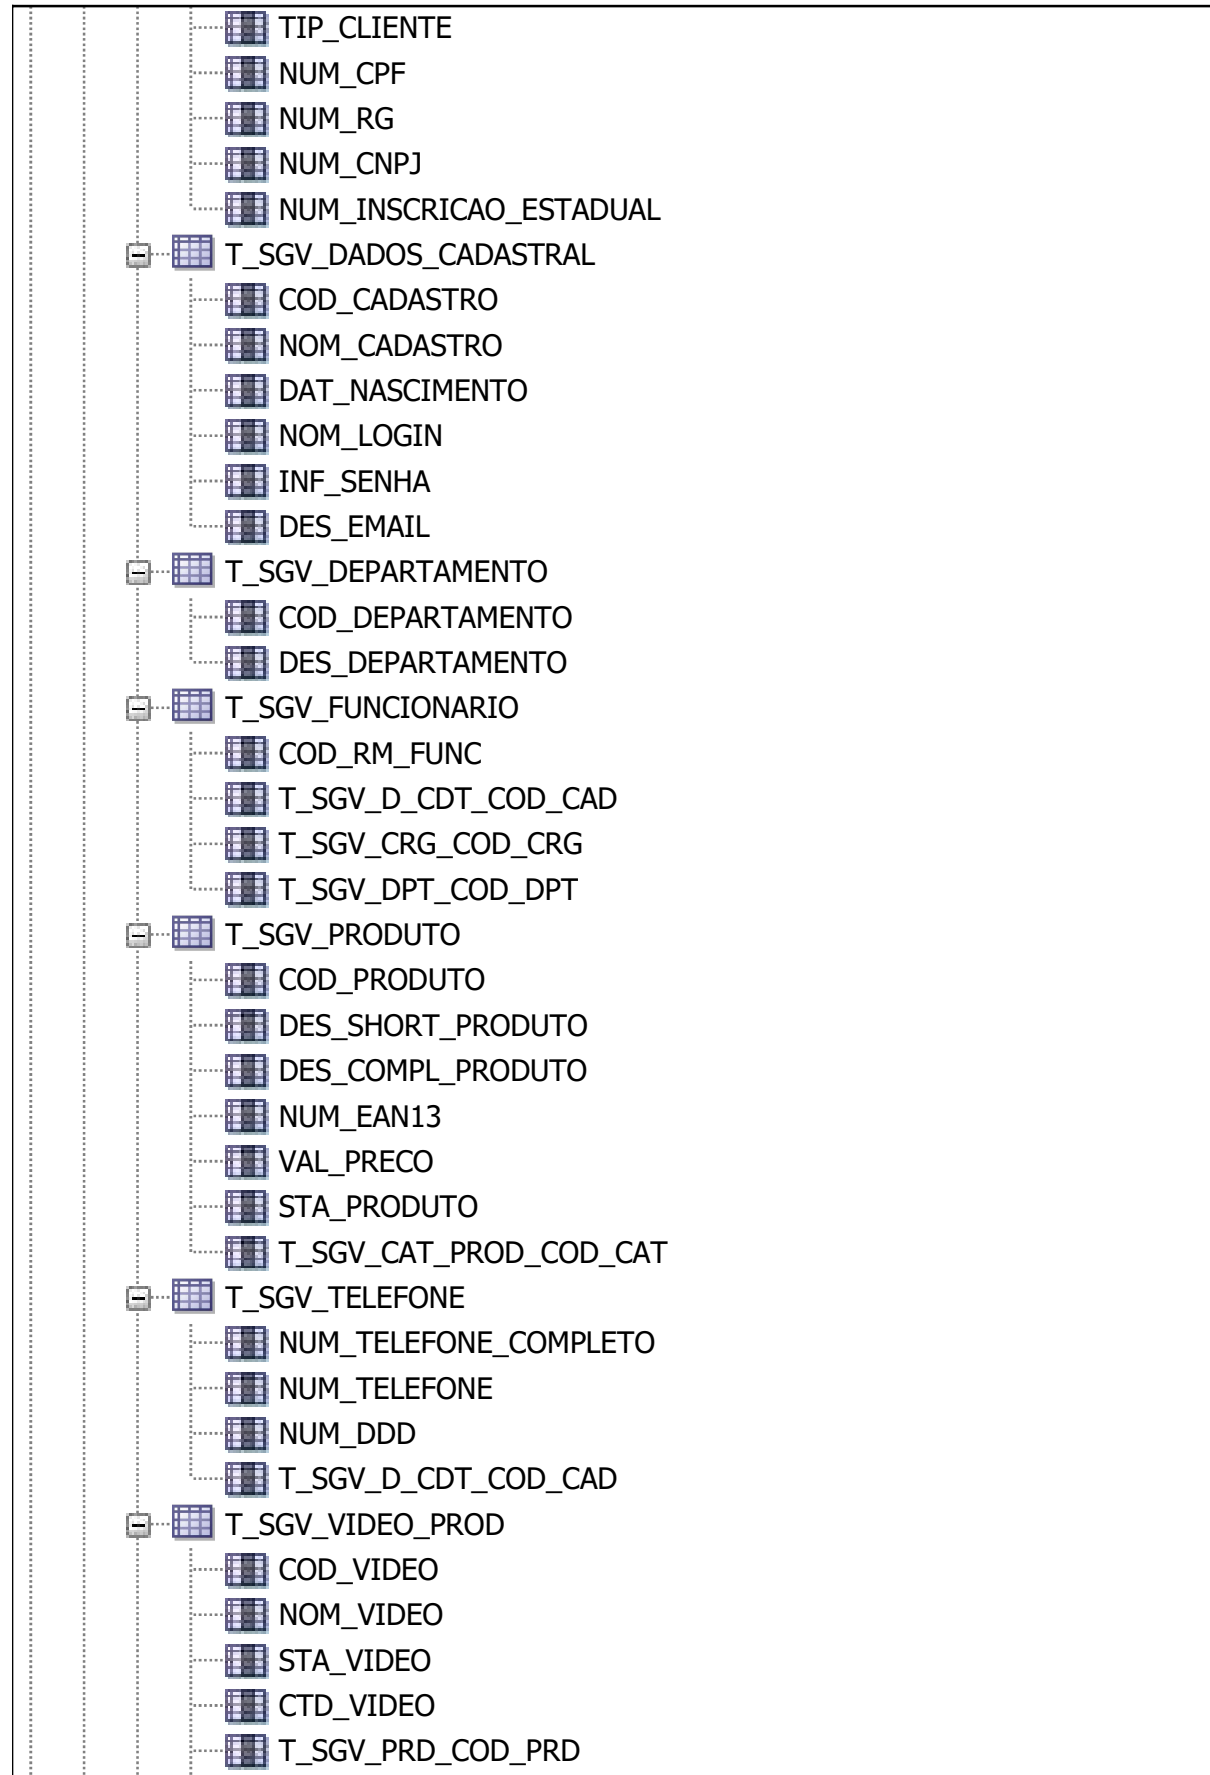 TIP_CLIENTE
NUM_CPF
NUM_RG
NUM_CNPJ
NUM_INSCRICAO_ESTADUAL
T_SGV_DADOS_CADASTRAL
COD_CADASTRO
NOM_CADASTRO
DAT_NASCIMENTO
NOM_LOGIN
INF_SENHA
DES_EMAIL
T_SGV_DEPARTAMENTO
COD_DEPARTAMENTO
DES_DEPARTAMENTO
T_SGV_FUNCIONARIO
COD_RM_FUNC
T_SGV_D_CDT_COD_CAD
T_SGV_CRG_COD_CRG
T_SGV_DPT_COD_DPT
T_SGV_PRODUTO
COD_PRODUTO
DES_SHORT_PRODUTO
DES_COMPL_PRODUTO
NUM_EAN13
VAL_PRECO
STA_PRODUTO
T_SGV_CAT_PROD_COD_CAT
T_SGV_TELEFONE
NUM_TELEFONE_COMPLETO
NUM_TELEFONE
NUM_DDD
T_SGV_D_CDT_COD_CAD
T_SGV_VIDEO_PROD
COD_VIDEO
NOM_VIDEO
STA_VIDEO
CTD_VIDEO
T_SGV_PRD_COD_PRD